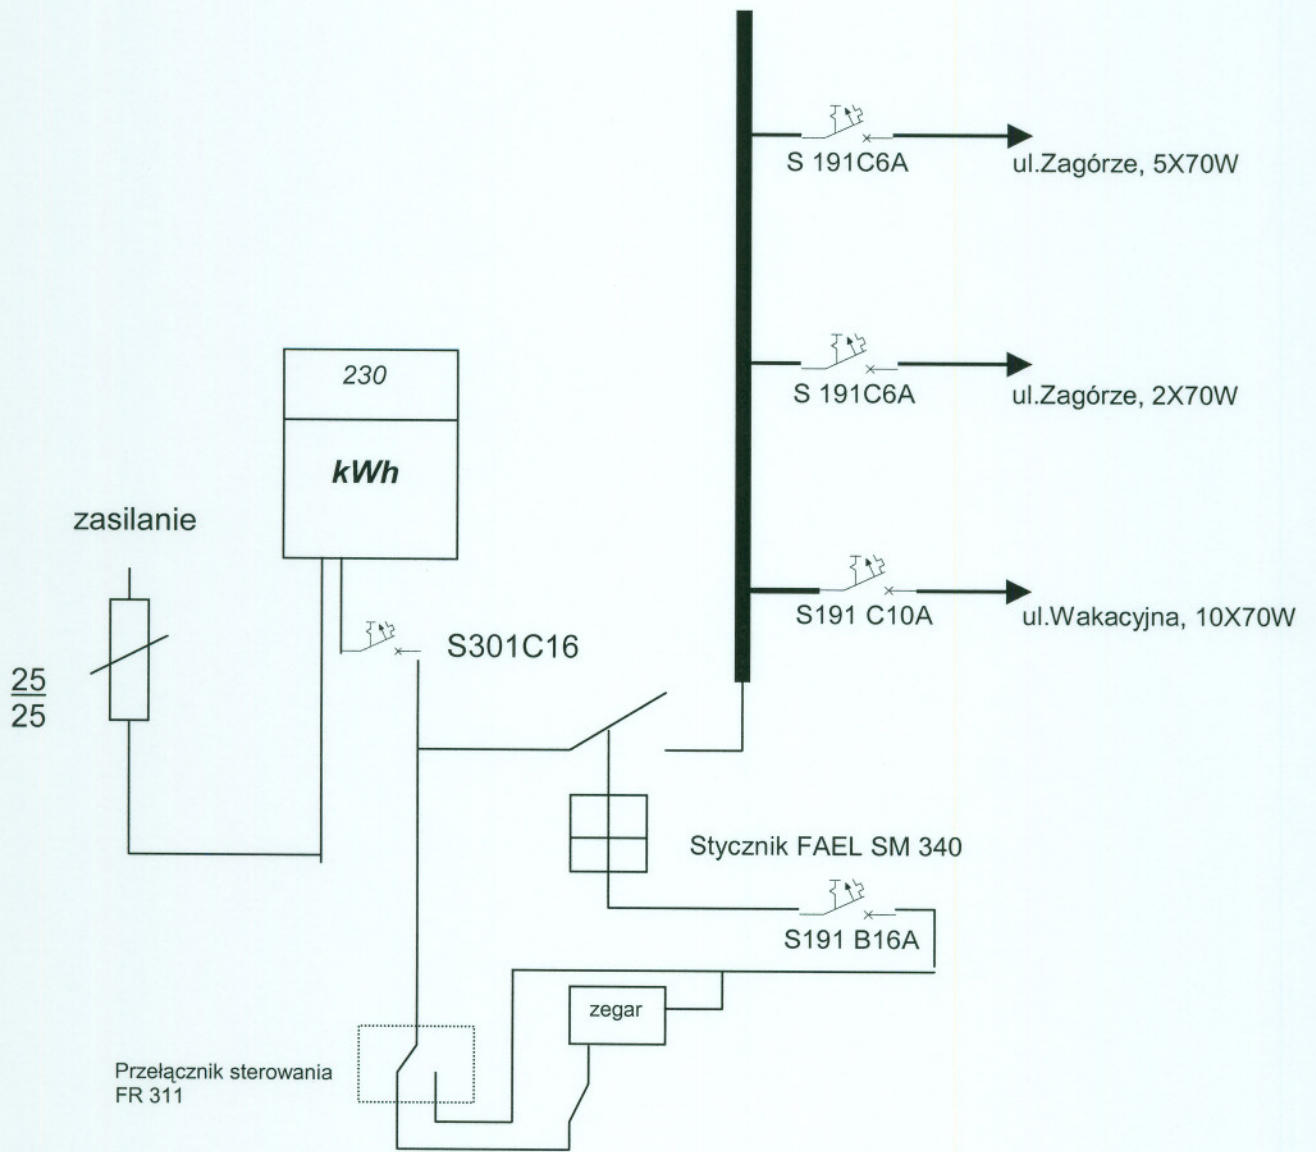 S 191C6A
ul.Zagórze, 5X70W
S 191C6A
ul.Zagórze, 2X70W
230
kWh
zasilanie
S191 C10A
ul.Wakacyjna, 10X70W
S301C16
25
25
Stycznik FAEL SM 340
S191 B16A
zegar
Przełącznik sterowania
FR 311